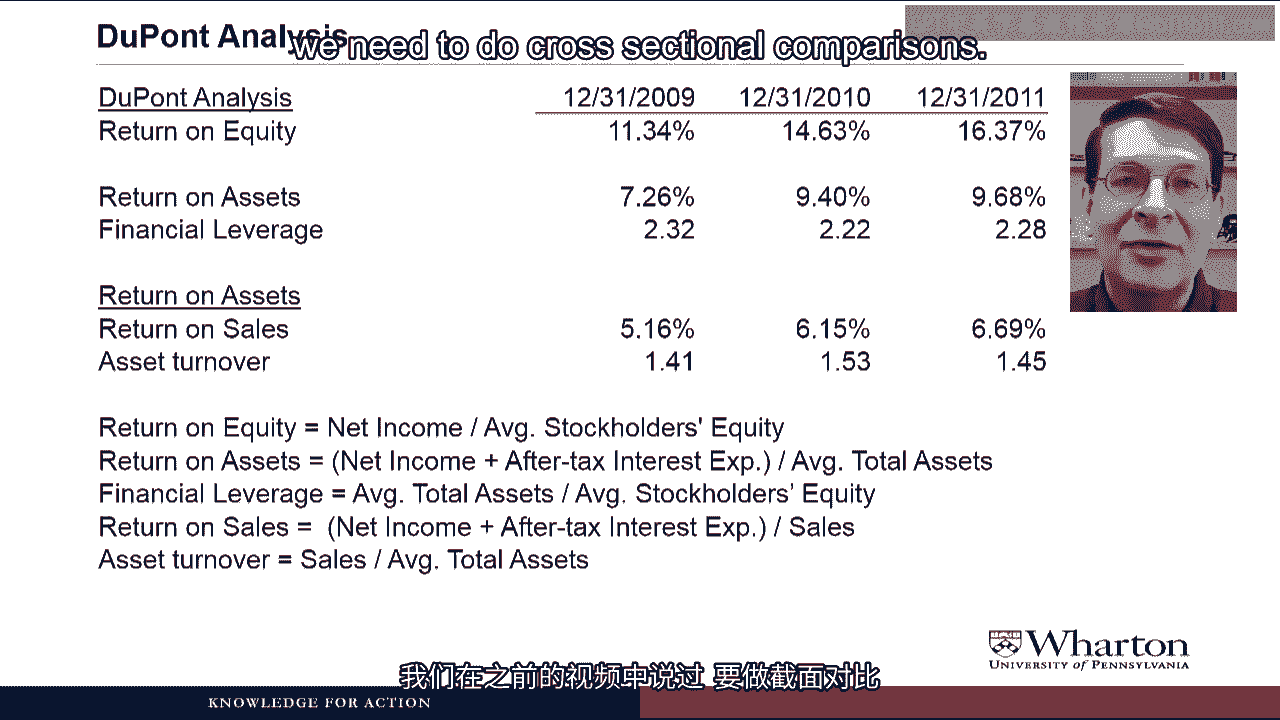 DuPont Analysis
we need to do cross sectional comparisons.
DuPont Analysis 12/31/2009 12/31/2010 12/31/2011
Return on Equity 11.34% 14.63% 16.37%
Return on Assets 7.26% 9.40% 9.68%
Financial Leverage 2.32 2.22 2.28
Return on Assets
Return on Sales 5.16% 6.15% 6.69%
Asset turnover 1.41 1.53 1.45
Return on Equity = Net Income / Avg. Stockholders' Equity
Return on Assets = (Net Income + After-tax Interest Exp.) / Avg. Total Assets
Financial Leverage = Avg. Total Assets / Avg. Stockholders’ Equity
Return on Sales = (Net Income + After-tax Interest Exp.) / Sales
Asset turnover = Sales / Avg. Total Assets
Wharton
UNIVERSITY of PENNSYLVANIA
我们在之前的视频中说过 要做截面对比
KNOWLEDGE FOR ACTION